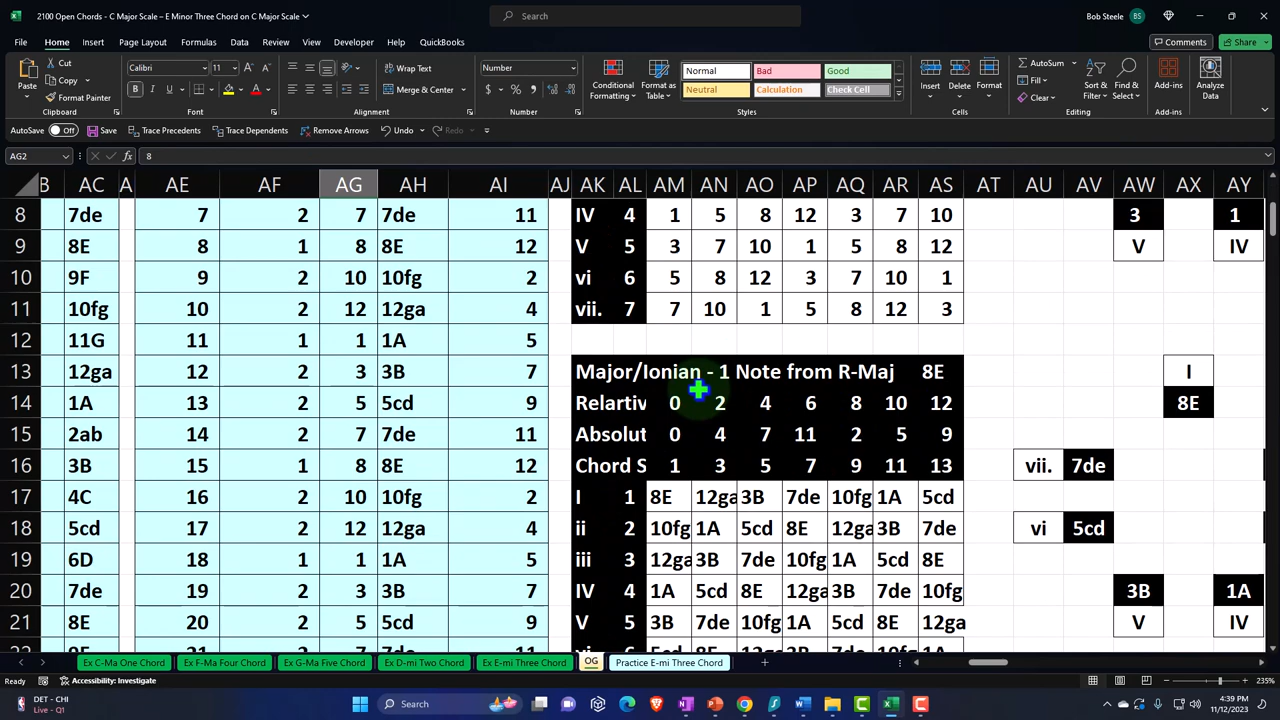 2100 Open Chords - C Major Scale – E Minor Three Chord on C Major Scale
Search
Bob Steele BS
File Home Insert Page Layout Formulas Data Review View Developer Automate Help QuickBooks
Comments Share
Paste Cut Copy Format Painter
Calibri 11
Wrap Text
Merge & Center
Number
Conditional Formatting Format as Table
Normal Bad Good
Neutral Calculation Check Cell
Insert Delete Format
AutoSum Fill Clear
Sort & Filter Find & Select
Add-ins Analyze Data
Clipboard Font Alignment Number Styles Cells Editing Add-ins
AutoSave Off Save Trace Precedents Trace Dependents Remove Arrows Undo
AG2 fx 8
B AC A AE AF AG AH AI AJ AK AL AM AN AO AP AQ AR AS AT AU AV AW AX AY
8 7de 7 2 7 7de 11 IV 4 1 5 8 12 3 7 10 3 1
9 8E 8 1 8 8E 12 V 5 3 7 10 1 5 8 12 V IV
10 9F 9 2 10 10fg 2 vi 6 5 8 12 3 7 10 1
11 10fg 10 2 12 12ga 4 vii. 7 7 10 1 5 8 12 3
12 11G 11 1 1 1A 5
13 12ga 12 2 3 3B 7 Major/Ionian - 1 Note from R-Maj 8E I
14 1A 13 2 5 5cd 9 Relartiv 0 2 4 6 8 10 12 8E
15 2ab 14 2 7 7de 11 Absolut 0 4 7 11 2 5 9
16 3B 15 1 8 8E 12 Chord S 1 3 5 7 9 11 13 vii. 7de
17 4C 16 2 10 10fg 2 I 1 8E 12ga 3B 7de 10fg 1A 5cd
18 5cd 17 2 12 12ga 4 ii 2 10fg 1A 5cd 8E 12ga 3B 7de vi 5cd
19 6D 18 1 1 1A 5 iii 3 12ga 3B 7de 10fg 1A 5cd 8E
20 7de 19 2 3 3B 7 IV 4 1A 5cd 8E 12ga 3B 7de 10fg 3B 1A
21 8E 20 2 5 5cd 9 V 5 3B 7de 10fg 1A 5cd 8E 12ga V IV
Ex C-Ma One Chord Ex F-Ma Four Chord Ex G-Ma Five Chord Ex D-mi Two Chord Ex E-mi Three Chord OG Practice E-mi Three Chord
Ready Accessibility: Investigate 235%
DET - CHI
Live - Q1
Search
4:39 PM
11/12/2023